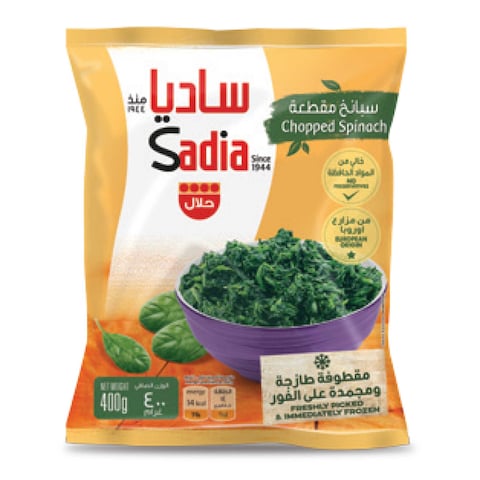 ساديا
منذ
١٩٤٤
Sadia
Since
1944
حلال
سبانخ مقطعة
Chopped Spinach
خالي من
المواد الحافظة
NO
PRESERVATIVES
من مزارع
أوروبا
EUROPEAN
ORIGIN
مقطوفة طازجة
ومجمدة على الفور
FRESHLY PICKED
& IMMEDIATELY FROZEN
NET WEIGHT
400g
الوزن الصافي
٤٠٠
غرام
energy
14 kcal